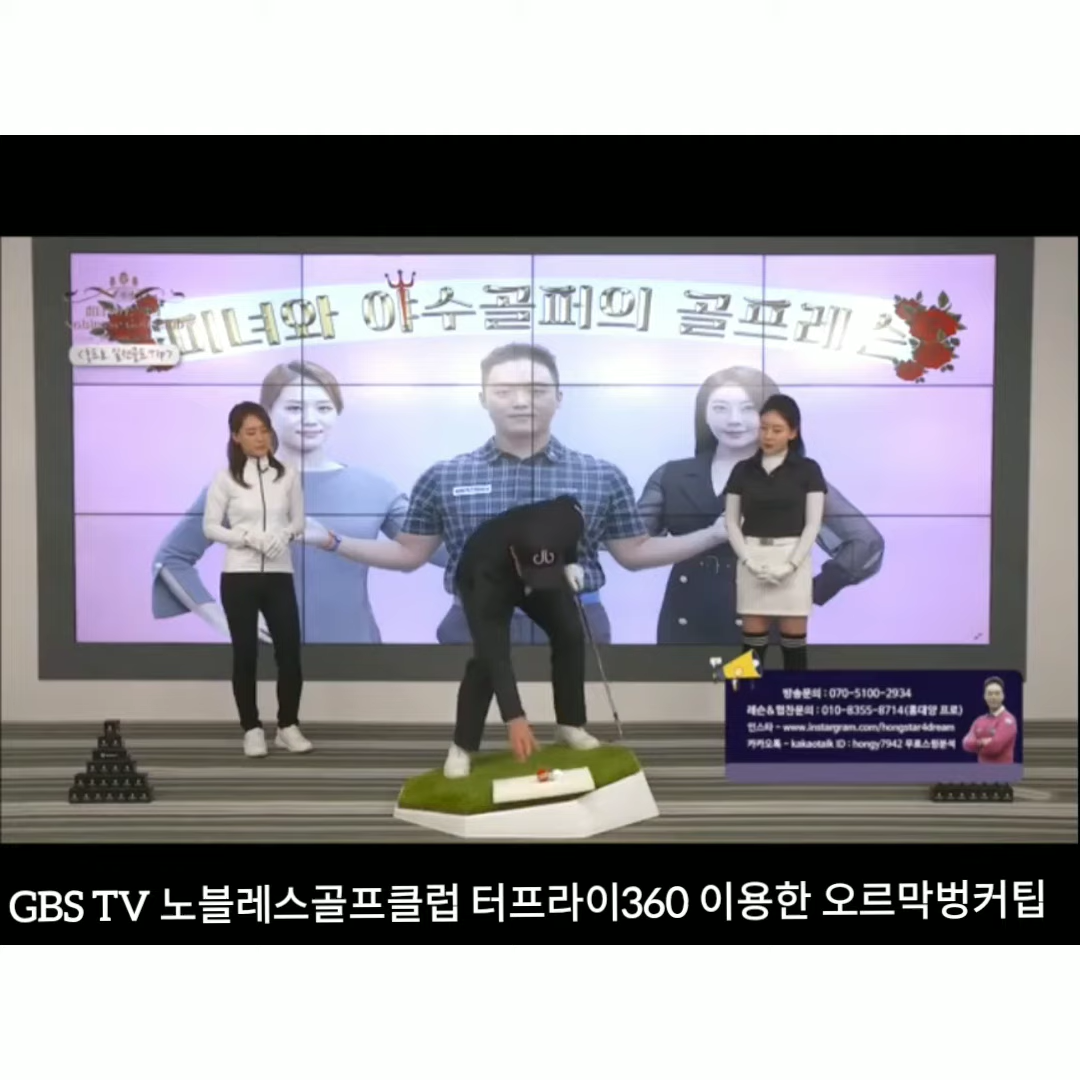 미녀와 야수골퍼의 골프레슨
방송문의 : 070-5100-2934
레슨&협찬문의 : 010-8355-8714(홍대양 프로)
인스타 - www.instargram.com/hongstar4dream
카카오톡 - kakaotalk ID : hongy7942 무료스윙분석
GBS TV 노블레스골프클럽 터프라이360 이용한 오르막벙커팁